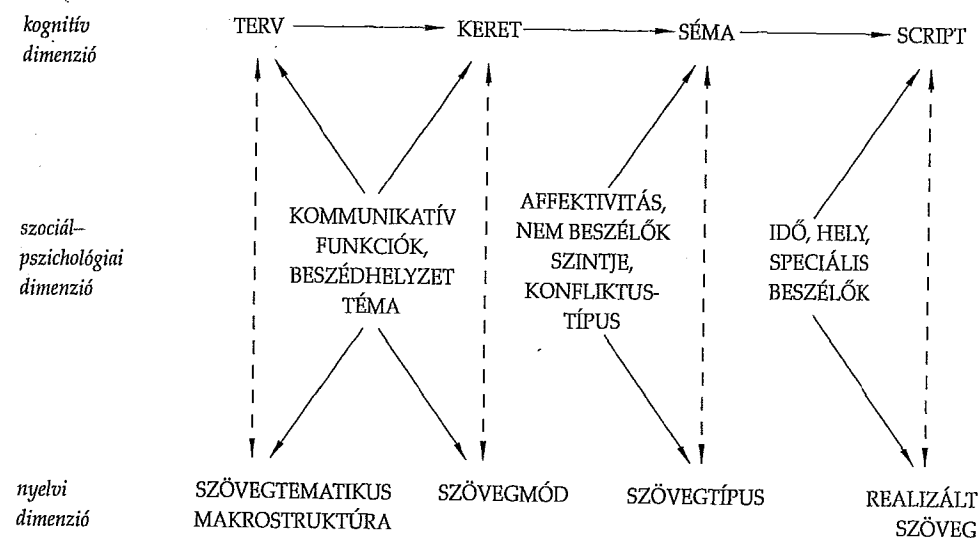 kognitív
dimenzió
TERV
KERET
SÉMA
SCRIPT
szociál–
pszichológiai
dimenzió
KOMMUNIKATÍV
FUNKCIÓK,
BESZÉDHELYZET
TÉMA
AFFEKTIVITÁS,
NEM BESZÉLŐK
SZINTJE,
KONFLIKTUS-
TÍPUS
IDŐ, HELY,
SPECIÁLIS
BESZÉLŐK
nyelvi
dimenzió
SZÖVEGTEMATIKUS
MAKROSTRUKTÚRA
SZÖVEGMÓD
SZÖVEGTÍPUS
REALIZÁLT
SZÖVEG